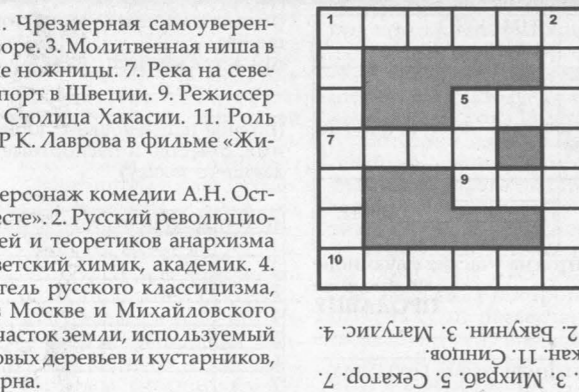 . Чрезмерная самоуверен-
воре. 3. Молитвенная ниша в
е ножницы. 7. Река на севе-
порт в Швеции. 9. Режиссер
Столица Хакасии. 11. Роль
Р К. Лаврова в фильме «Жи-
ерсонаж комедии А.Н. Ост-
есте». 2. Русский революцио-
ей и теоретиков анархизма
ветский химик, академик. 4.
тель русского классицизма,
в Москве и Михайловского
часток земли, используемый
овых деревьев и кустарников,
рна.
1 2
5
7
9
10
3. Михраб. 5. Секатор. 7.
кан. 11. Синцов.
2. Бакунин. 3. Матулис. 4.